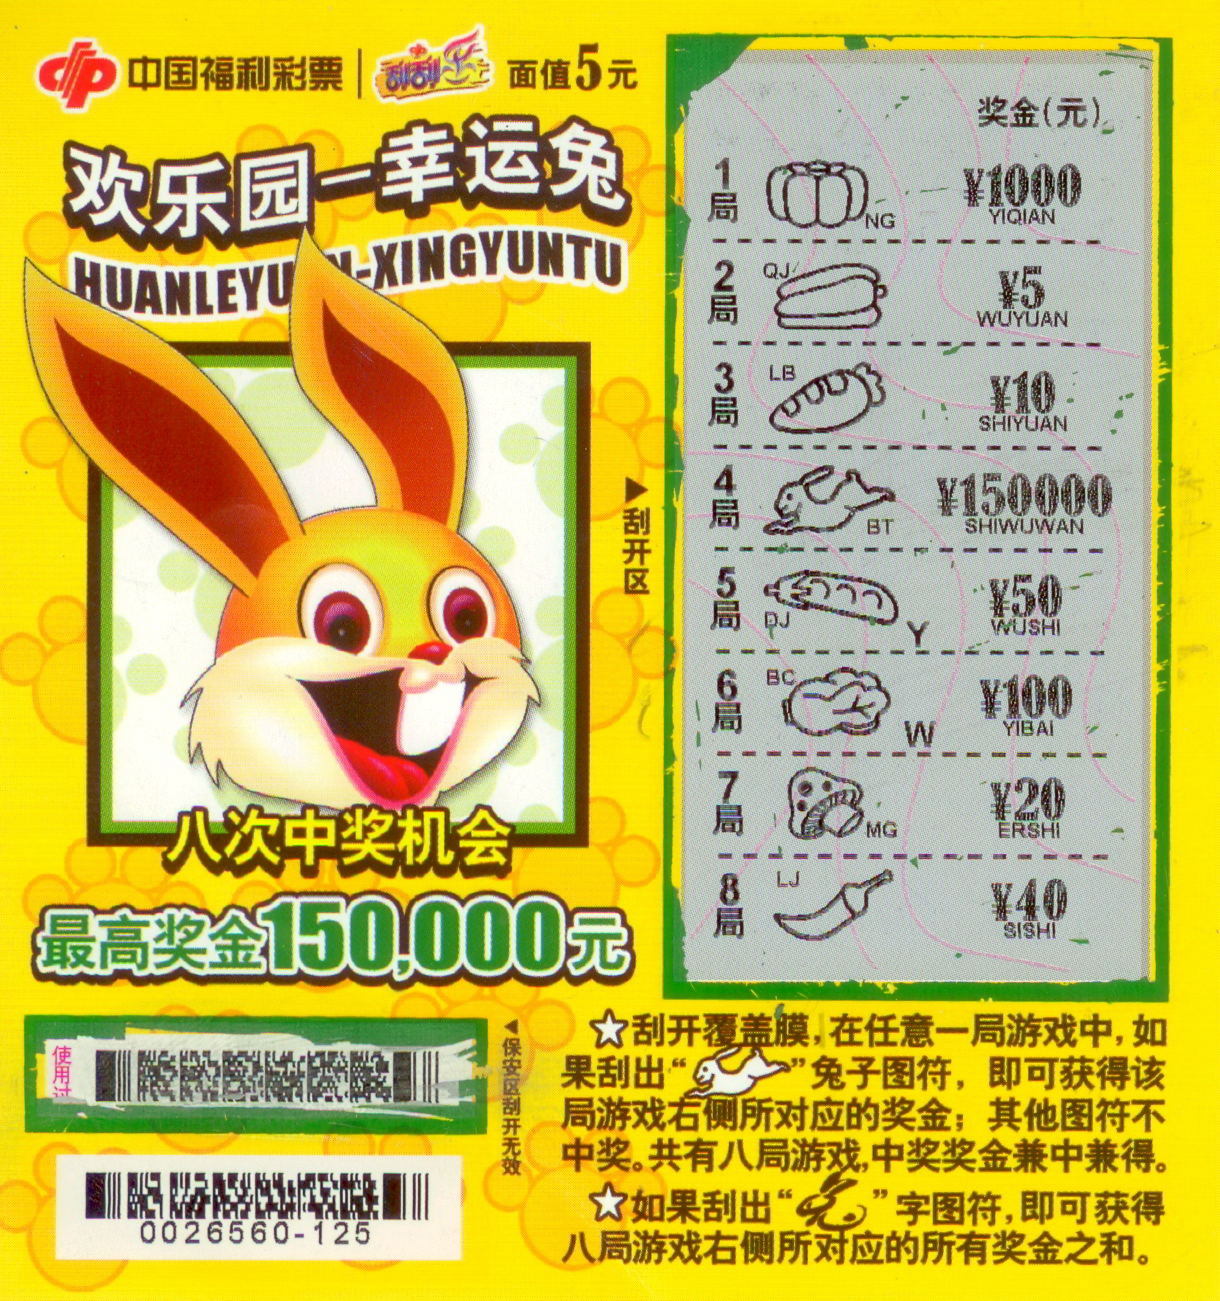 中国福利彩票 刮刮乐 面值5元
欢乐园-幸运兔
HUANLEYU N-XINGYUNTU
八次中奖机会
最高奖金150,000元
▶刮开区
奖金(元)
1局 NG ¥1000
YIQIAN
2局 QJ ¥5
WUYUAN
3局 LB ¥10
SHIYUAN
4局 BT ¥150000
SHIWUWAN
5局 DJ Y ¥50
WUSHI
6局 BC W ¥100
YIBAI
7局 MG ¥20
ERSHI
8局 LJ ¥40
SISHI
使用过
◀保安区刮开无效
0026560-125
☆刮开覆盖膜,在任意一局游戏中,如
果刮出“ ”兔子图符，即可获得该
局游戏右侧所对应的奖金；其他图符不
中奖。共有八局游戏,中奖奖金兼中兼得。
☆如果刮出“兔”字图符,即可获得
八局游戏右侧所对应的所有奖金之和。